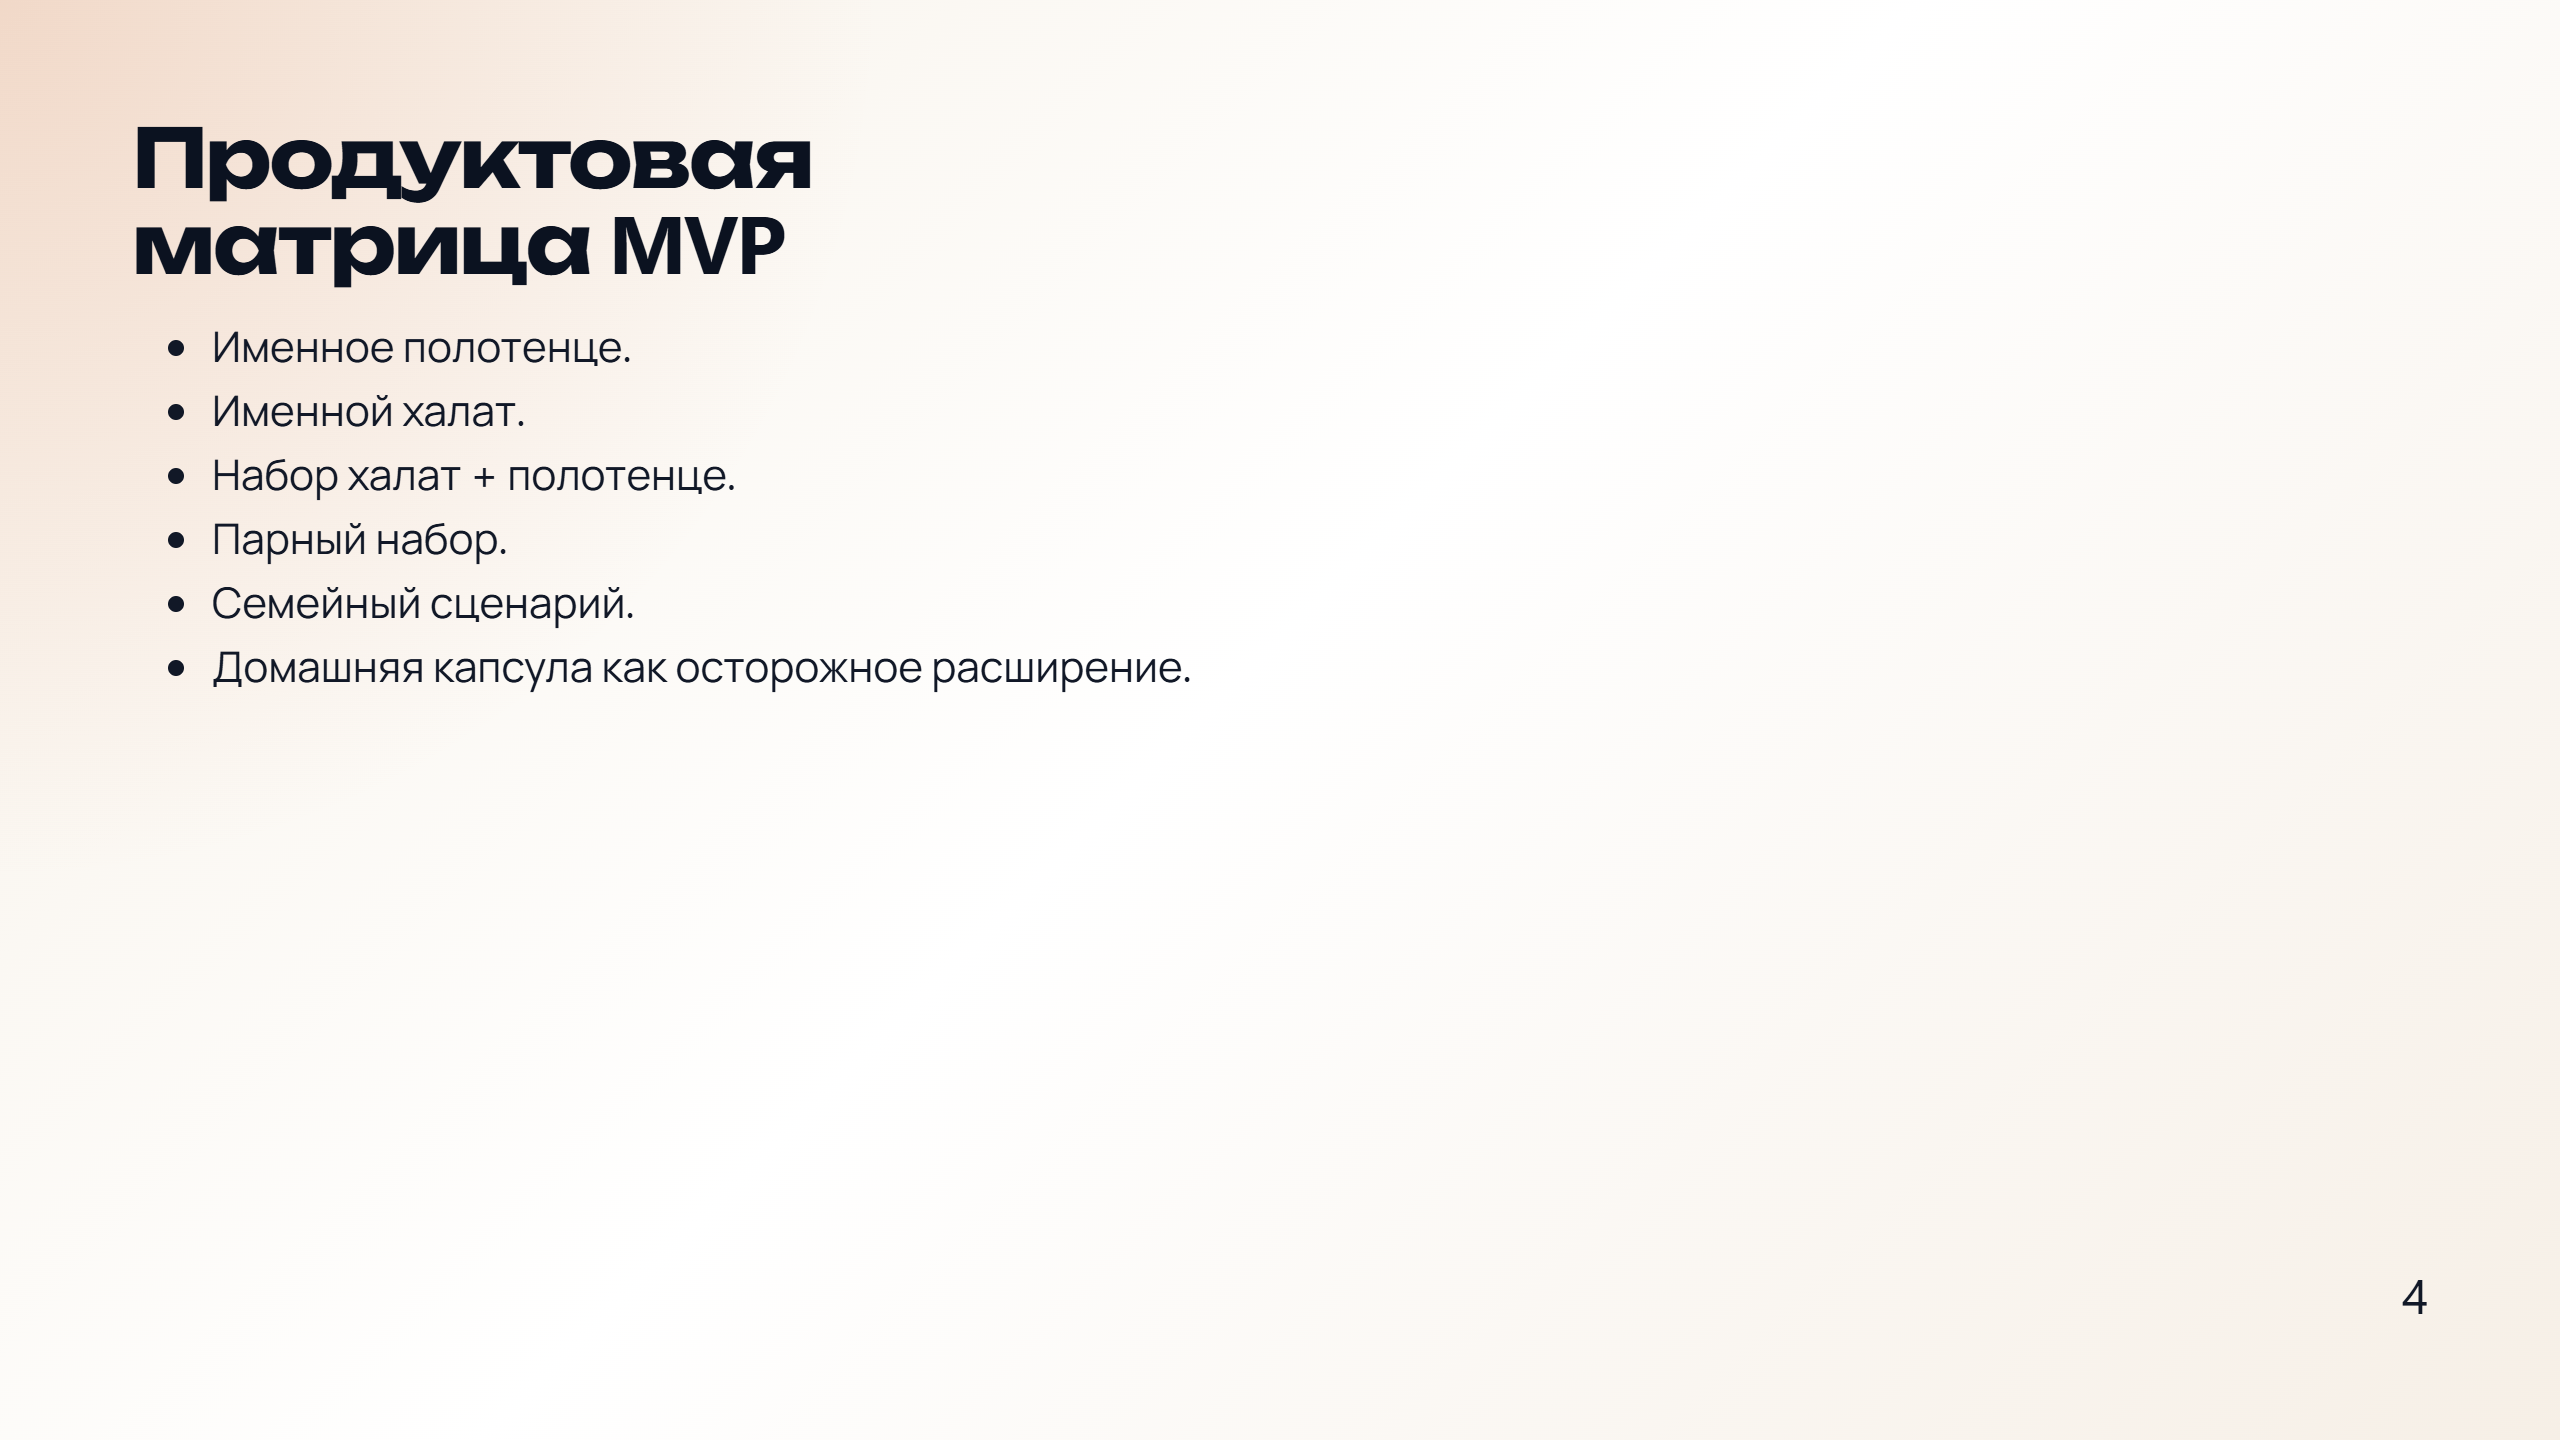 Продуктовая
матрица MVP
• Именное полотенце.
• Именной халат.
• Набор халат + полотенце.
• Парный набор.
• Семейный сценарий.
• Домашняя капсула как осторожное расширение.
4